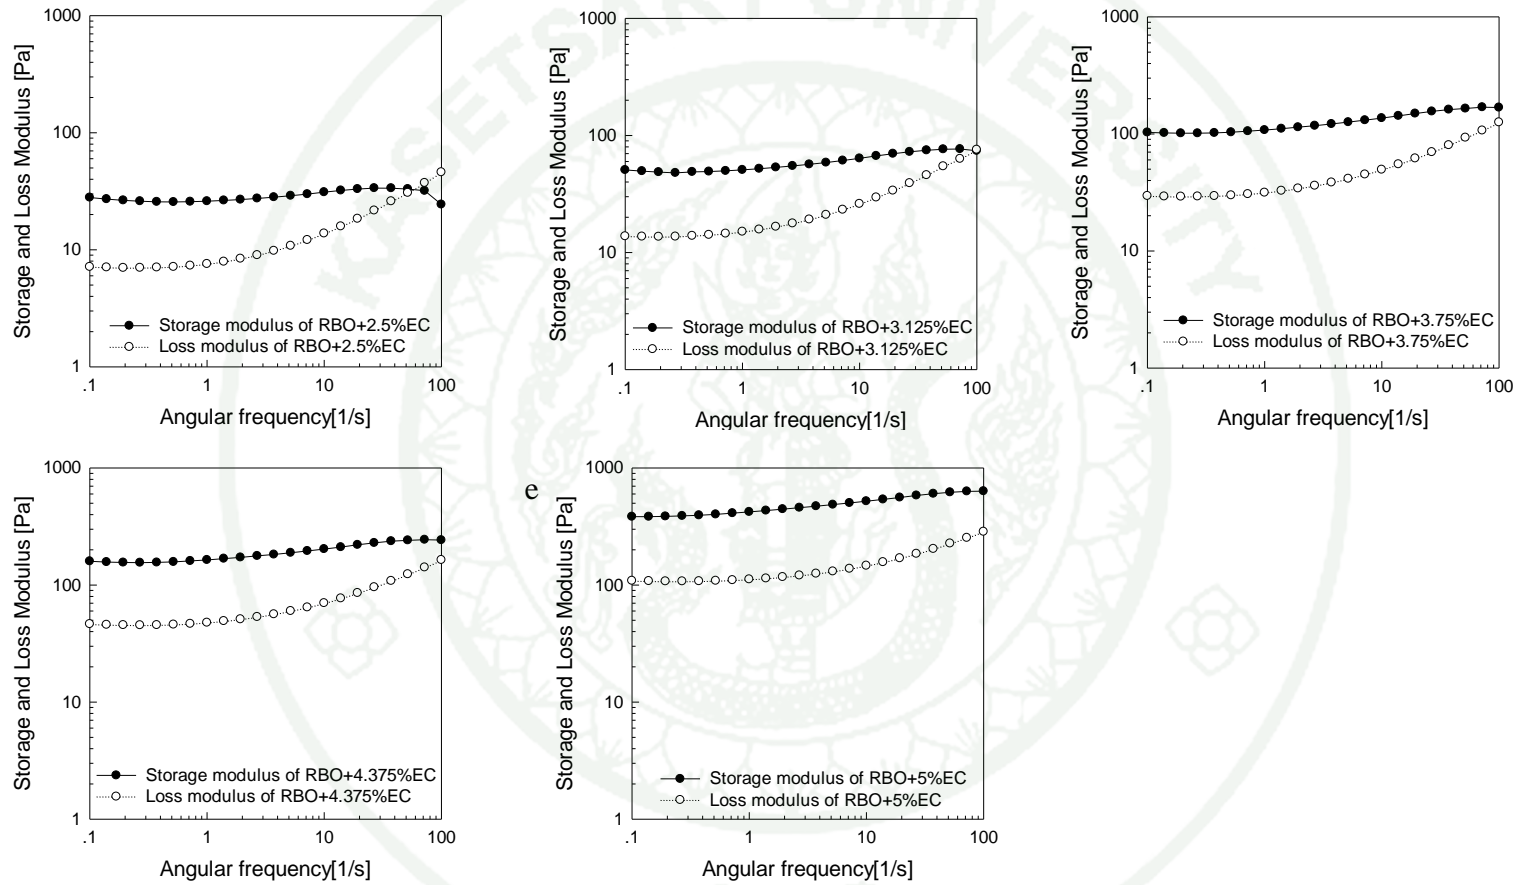 KASETSART UNIVERSITY
Storage and Loss Modulus [Pa]
1000
100
10
1
Storage modulus of RBO+2.5%EC
Loss modulus of RBO+2.5%EC
.1 1 10 100
Angular frequency[1/s]
Storage and Loss Modulus [Pa]
1000
100
10
1
Storage modulus of RBO+3.125%EC
Loss modulus of RBO+3.125%EC
.1 1 10 100
Angular frequency[1/s]
Storage and Loss Modulus [Pa]
1000
100
10
1
Storage modulus of RBO+3.75%EC
Loss modulus of RBO+3.75%EC
.1 1 10 100
Angular frequency[1/s]
Storage and Loss Modulus [Pa]
1000
100
10
1
Storage modulus of RBO+4.375%EC
Loss modulus of RBO+4.375%EC
.1 1 10 100
Angular frequency[1/s]
e
Storage and Loss Modulus [Pa]
1000
100
10
1
Storage modulus of RBO+5%EC
Loss modulus of RBO+5%EC
.1 1 10 100
Angular frequency[1/s]